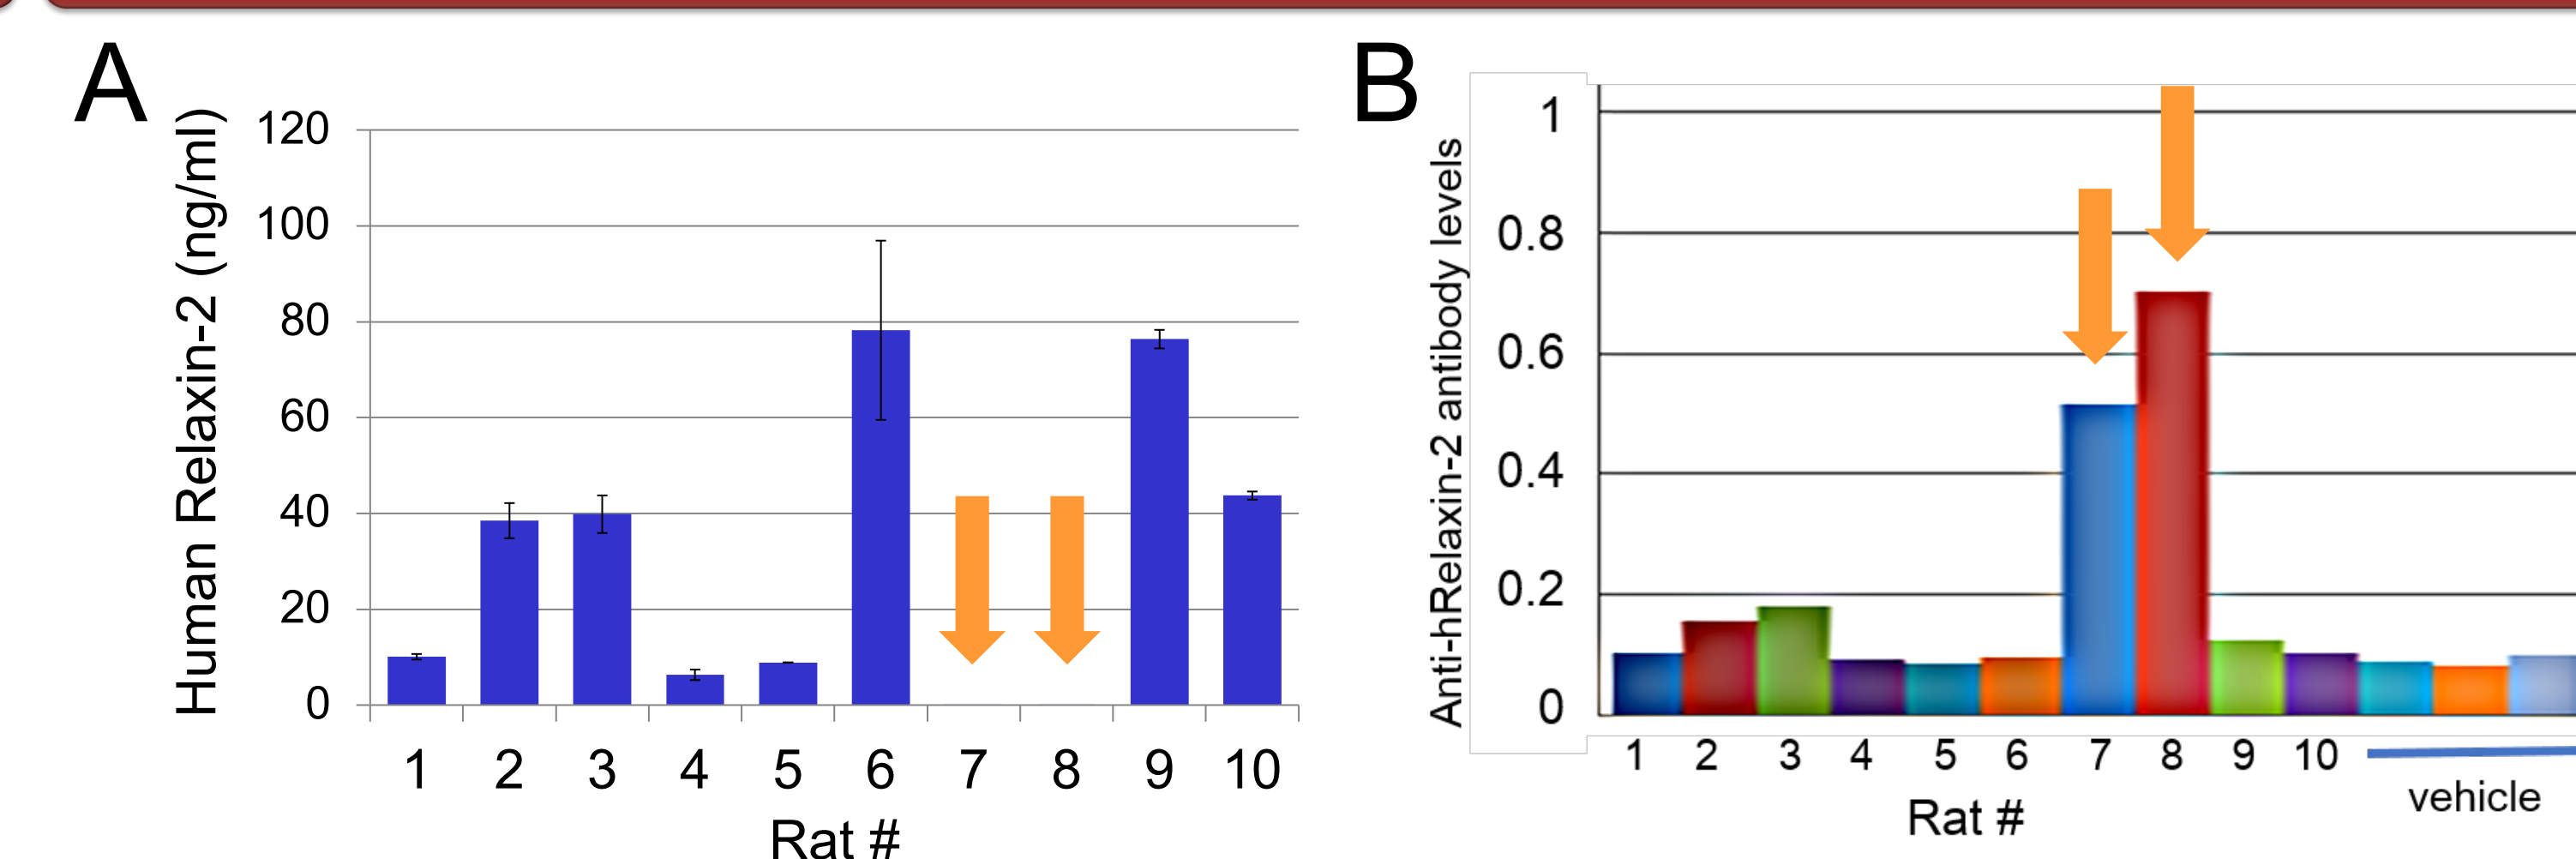 A
Human Relaxin-2 (ng/ml)
120
100
80
60
40
20
0
1 2 3 4 5 6 7 8 9 10
Rat #
B
Anti-hRelaxin-2 antibody levels
1
0.8
0.6
0.4
0.2
0
1 2 3 4 5 6 7 8 9 10
vehicle
Rat #